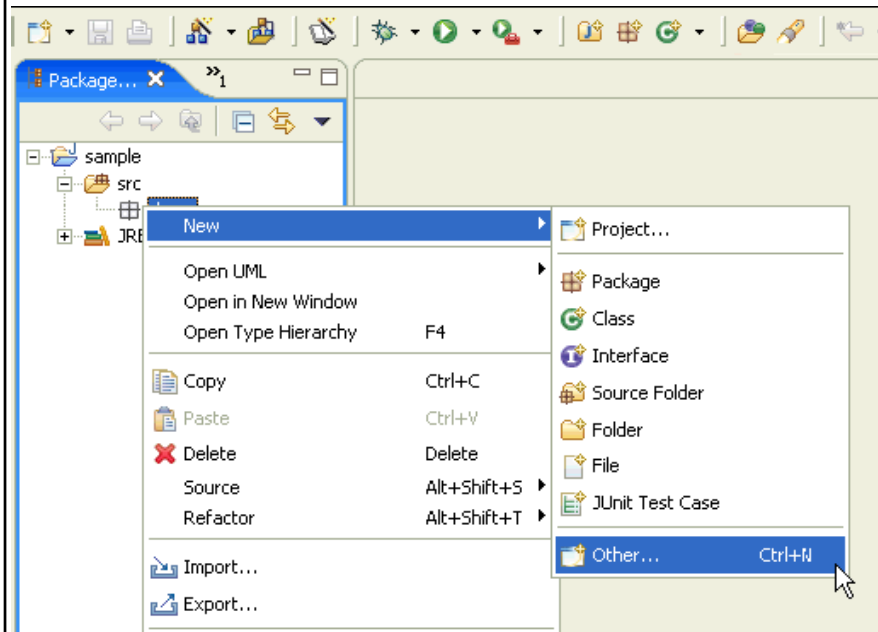 Package...
»1
sample
src
JRE
New
Open UML
Open in New Window
Open Type Hierarchy F4
Copy Ctrl+C
Paste Ctrl+V
Delete Delete
Source Alt+Shift+S
Refactor Alt+Shift+T
Import...
Export...
Project...
Package
Class
Interface
Source Folder
Folder
File
JUnit Test Case
Other... Ctrl+N